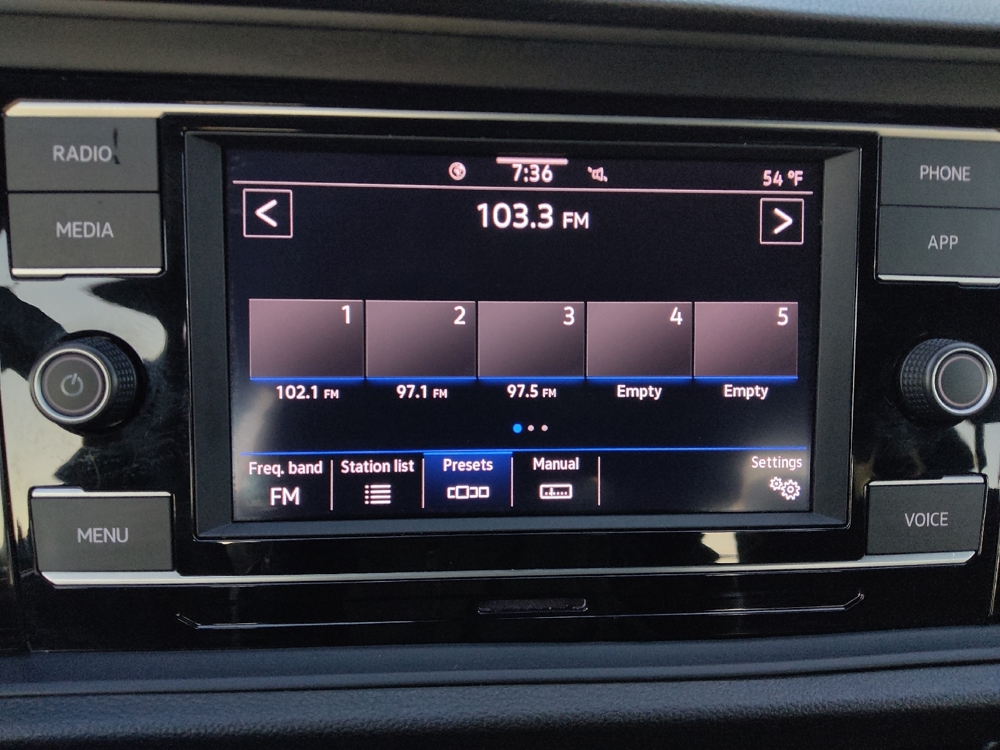 RADIO
MEDIA
7:36
54 °F
< 103.3 FM >
1 2 3 4 5
102.1 FM 97.1 FM 97.5 FM Empty Empty
Freq. band Station list Presets Manual Settings
FM
PHONE
APP
MENU
VOICE